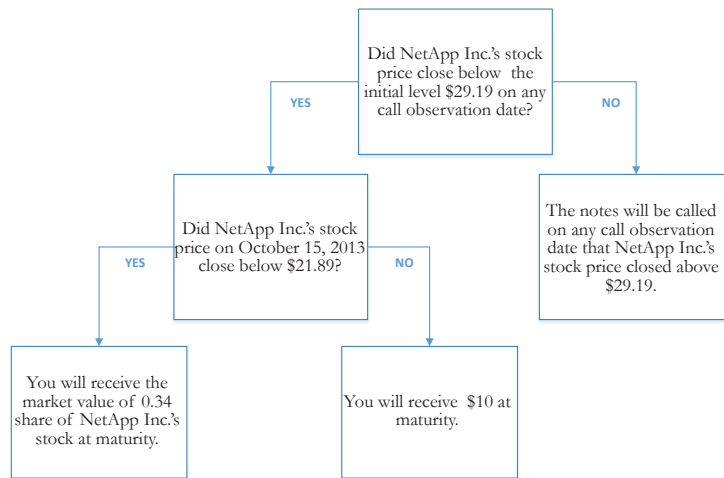 Did NetApp Inc.'s stock
price close below the
initial level $29.19 on any
call observation date?
YES
NO
Did NetApp Inc.'s stock
price on October 15, 2013
close below $21.89?
The notes will be called
on any call observation
date that NetApp Inc.'s
stock price closed above
$29.19.
YES
NO
You will receive the
market value of 0.34
share of NetApp Inc.'s
stock at maturity.
You will receive $10 at
maturity.